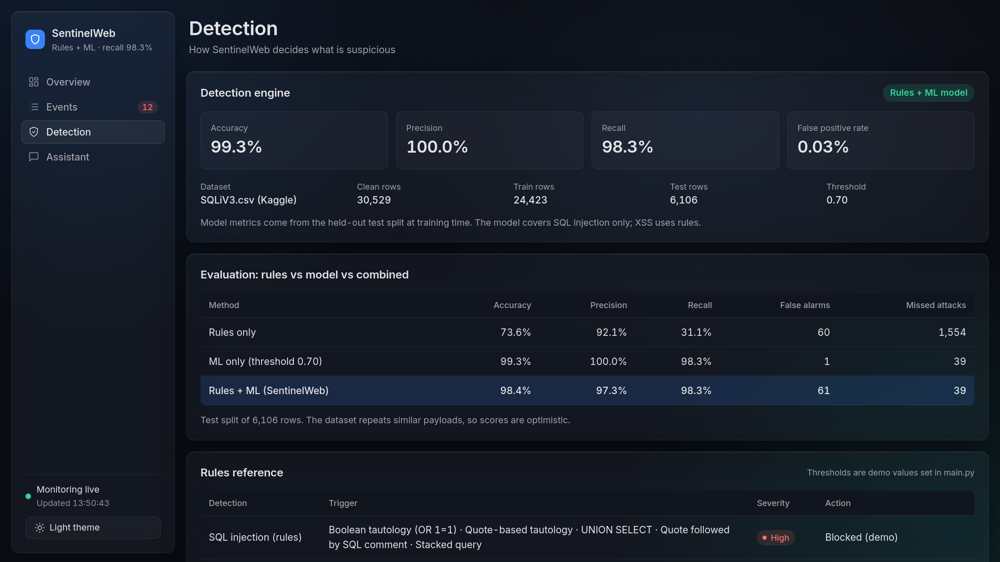 SentinelWeb
Rules + ML · recall 98.3%
Overview
Events 12
Detection
Assistant
Monitoring live
Updated 13:50:43
Light theme
Detection
How SentinelWeb decides what is suspicious
Detection engine Rules + ML model
Accuracy Precision Recall False positive rate
99.3% 100.0% 98.3% 0.03%
Dataset Clean rows Train rows Test rows Threshold
SQLiV3.csv (Kaggle) 30,529 24,423 6,106 0.70
Model metrics come from the held-out test split at training time. The model covers SQL injection only; XSS uses rules.
Evaluation: rules vs model vs combined
Method Accuracy Precision Recall False alarms Missed attacks
Rules only 73.6% 92.1% 31.1% 60 1,554
ML only (threshold 0.70) 99.3% 100.0% 98.3% 1 39
Rules + ML (SentinelWeb) 98.4% 97.3% 98.3% 61 39
Test split of 6,106 rows. The dataset repeats similar payloads, so scores are optimistic.
Rules reference Thresholds are demo values set in main.py
Detection Trigger Severity Action
SQL injection (rules) Boolean tautology (OR 1=1) · Quote-based tautology · UNION SELECT · Quote followed
by SQL comment · Stacked query High Blocked (demo)